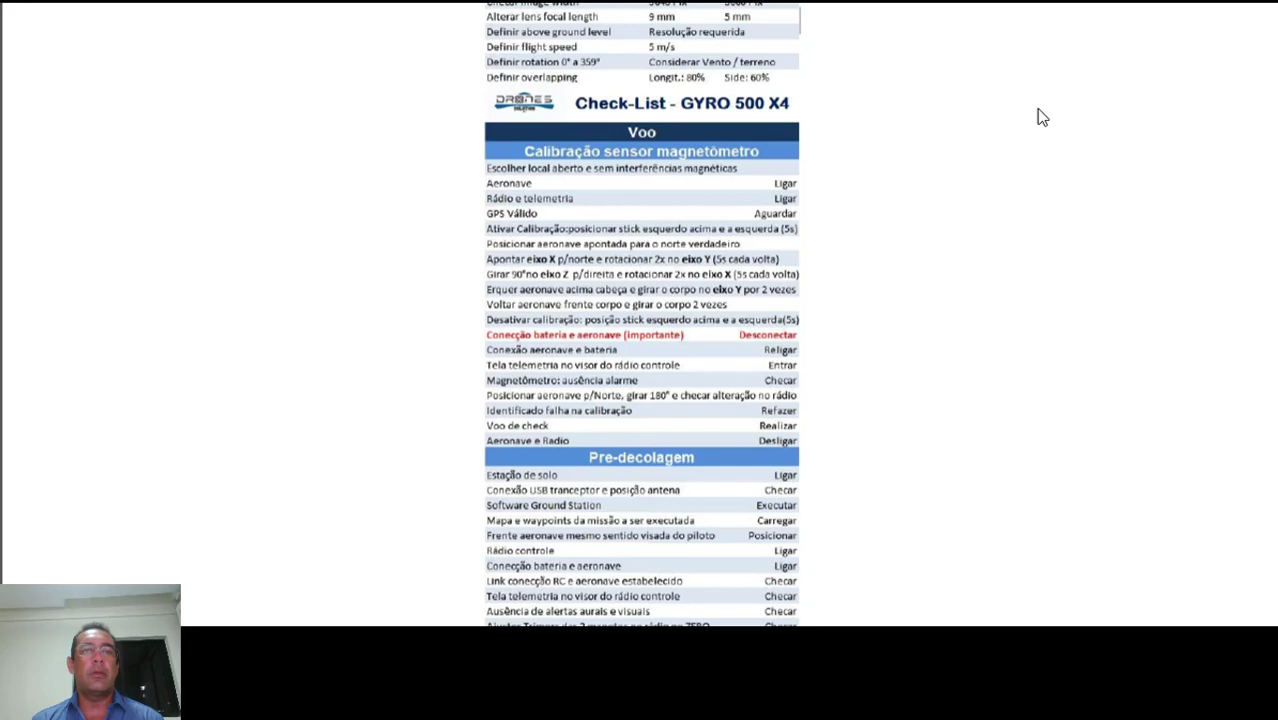 Alterar lens focal length 9 mm 5 mm
Definir above ground level Resolução requerida
Definir flight speed 5 m/s
Definir rotation 0° a 359° Considerar Vento / terreno
Definir overlapping Longit.: 80% Side: 60%
DRONES Check-List - GYRO 500 X4
Voo
Calibração sensor magnetômetro
Escolher local aberto e sem interferências magnéticas
Aeronave Ligar
Rádio e telemetria Ligar
GPS Válido Aguardar
Ativar Calibração:posicionar stick esquerdo acima e a esquerda (5s)
Posicionar aeronave apontada para o norte verdadeiro
Apontar eixo X p/norte e rotacionar 2x no eixo Y (5s cada volta)
Girar 90°no eixo Z p/direita e rotacionar 2x no eixo X (5s cada volta)
Erquer aeronave acima cabeça e girar o corpo no eixo Y por 2 vezes
Voltar aeronave frente corpo e girar o corpo 2 vezes
Desativar calibração: posição stick esquerdo acima e a esquerda(5s)
Conecção bateria e aeronave (importante) Desconectar
Conexão aeronave e bateria Religar
Tela telemetria no visor do rádio controle Entrar
Magnetômetro: ausência alarme Checar
Posicionar aeronave p/Norte, girar 180° e checar alteração no rádio
Identificado falha na calibração Refazer
Voo de check Realizar
Aeronave e Radio Desligar
Pre-decolagem
Estação de solo Ligar
Conexão USB tranceptor e posição antena Checar
Software Ground Station Executar
Mapa e waypoints da missão a ser executada Carregar
Frente aeronave mesmo sentido visada do piloto Posicionar
Rádio controle Ligar
Conecção bateria e aeronave Ligar
Link conecção RC e aeronave estabelecido Checar
Tela telemetria no visor do rádio controle Checar
Ausência de alertas aurais e visuais Checar